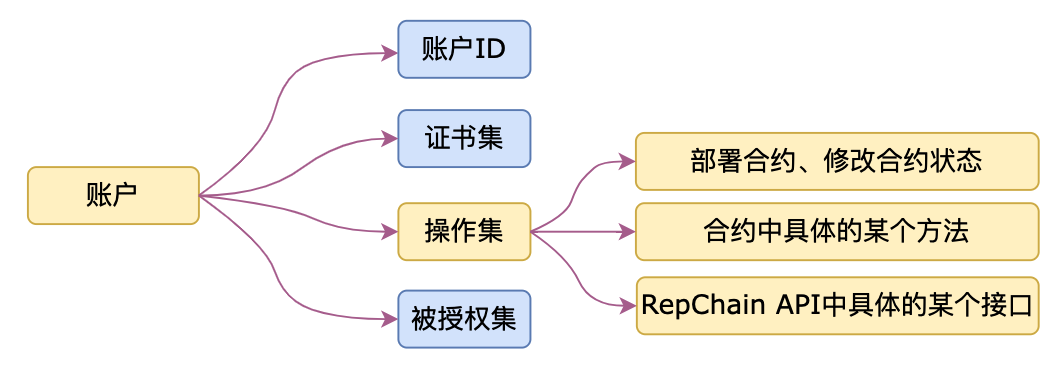 账户
账户ID
证书集
操作集
被授权集
部署合约、修改合约状态
合约中具体的某个方法
RepChain API中具体的某个接口